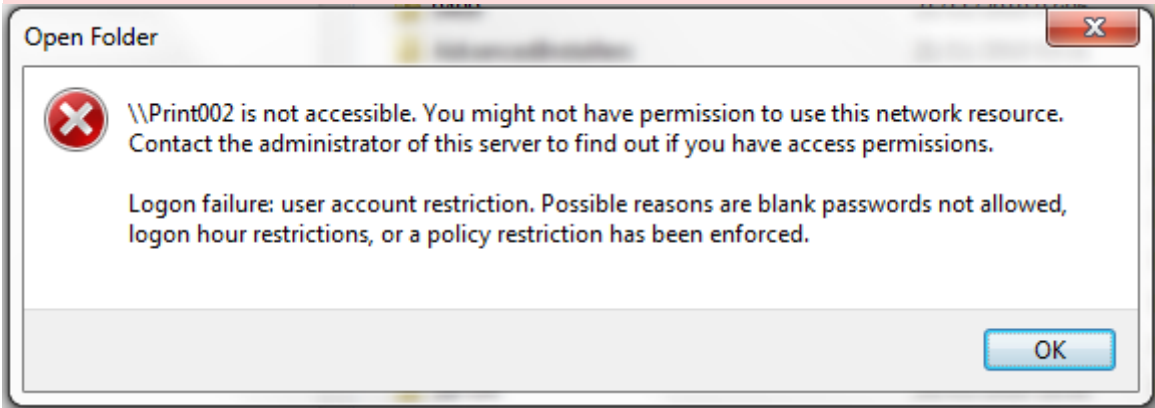 Open Folder
\\Print002 is not accessible. You might not have permission to use this network resource.
Contact the administrator of this server to find out if you have access permissions.
Logon failure: user account restriction. Possible reasons are blank passwords not allowed,
logon hour restrictions, or a policy restriction has been enforced.
OK